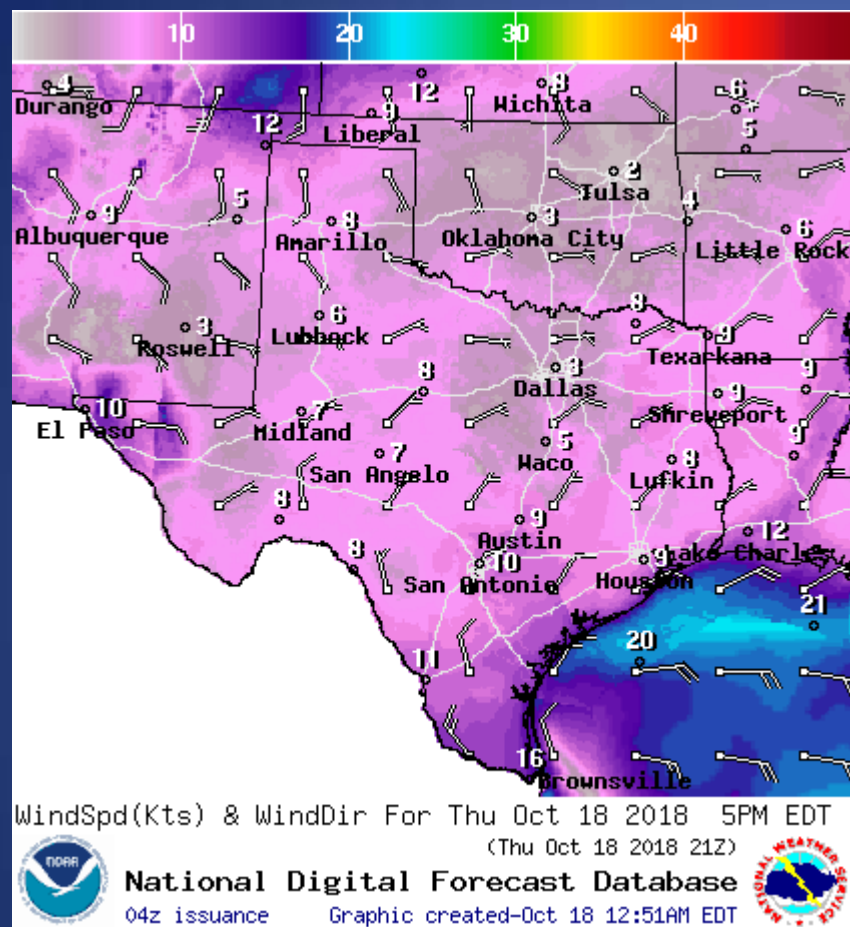 10 20 30 40
4 12 8 6
Durango Wichita
12 9 5
Liberal
9 5 8 3 2 4 6
Tulsa
Albuquerque Amarillo Oklahoma City Little Rock
3 6 8 9
Roswell Lubbock Texarkana
8 3 9 9
Dallas
10 7 Shreveport
El Paso Midland
7 5 8 9
San Angelo Waco Lufkin
8 9 12
Austin Lake Charles
8 10 9
San Antonio Houston
11 20 21
16
Brownsville
WindSpd(Kts) & WindDir For Thu Oct 18 2018 5PM EDT
(Thu Oct 18 2018 21Z)
National Digital Forecast Database
04z issuance Graphic created-Oct 18 12:51AM EDT
NOAA
NATIONAL WEATHER SERVICE